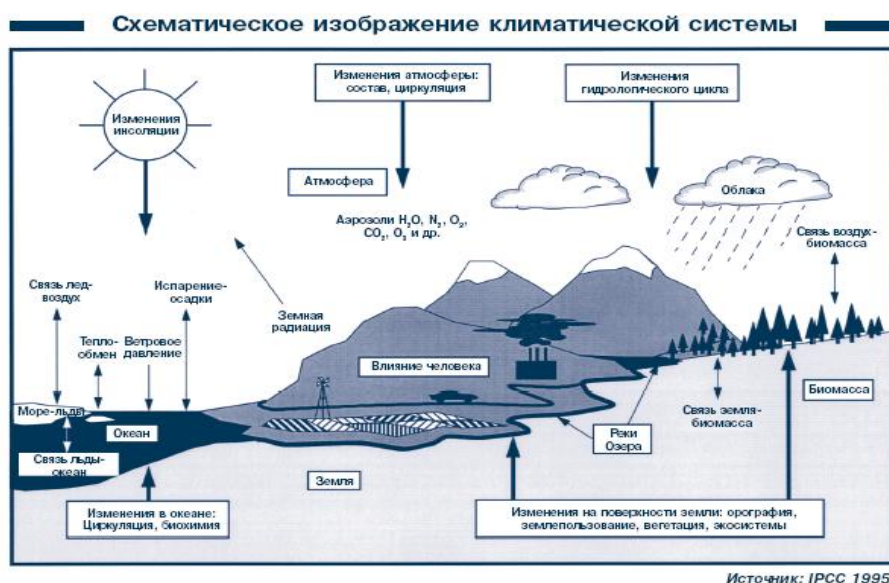 Схематическое изображение климатической системы
Изменения
инсоляции
Изменения атмосферы:
состав, циркуляция
Изменения
гидрологического цикла
Атмосфера
Облака
Аэрозоли H₂O, N₂, O₂,
CO₂, O₃ и др.
Связь воздух-
биомасса
Связь лед-
воздух
Испарение-
осадки
Земная
радиация
Тепло-
обмен
Ветровое
давление
Влияние человека
Биомасса
Связь земля-
биомасса
Море-льды
Океан
Реки
Озера
Связь льды-
океан
Земля
Изменения в океане:
Циркуляция, биохимия
Изменения на поверхности земли: орография,
землепользование, вегетация, экосистемы
Источник: IPCC 1995